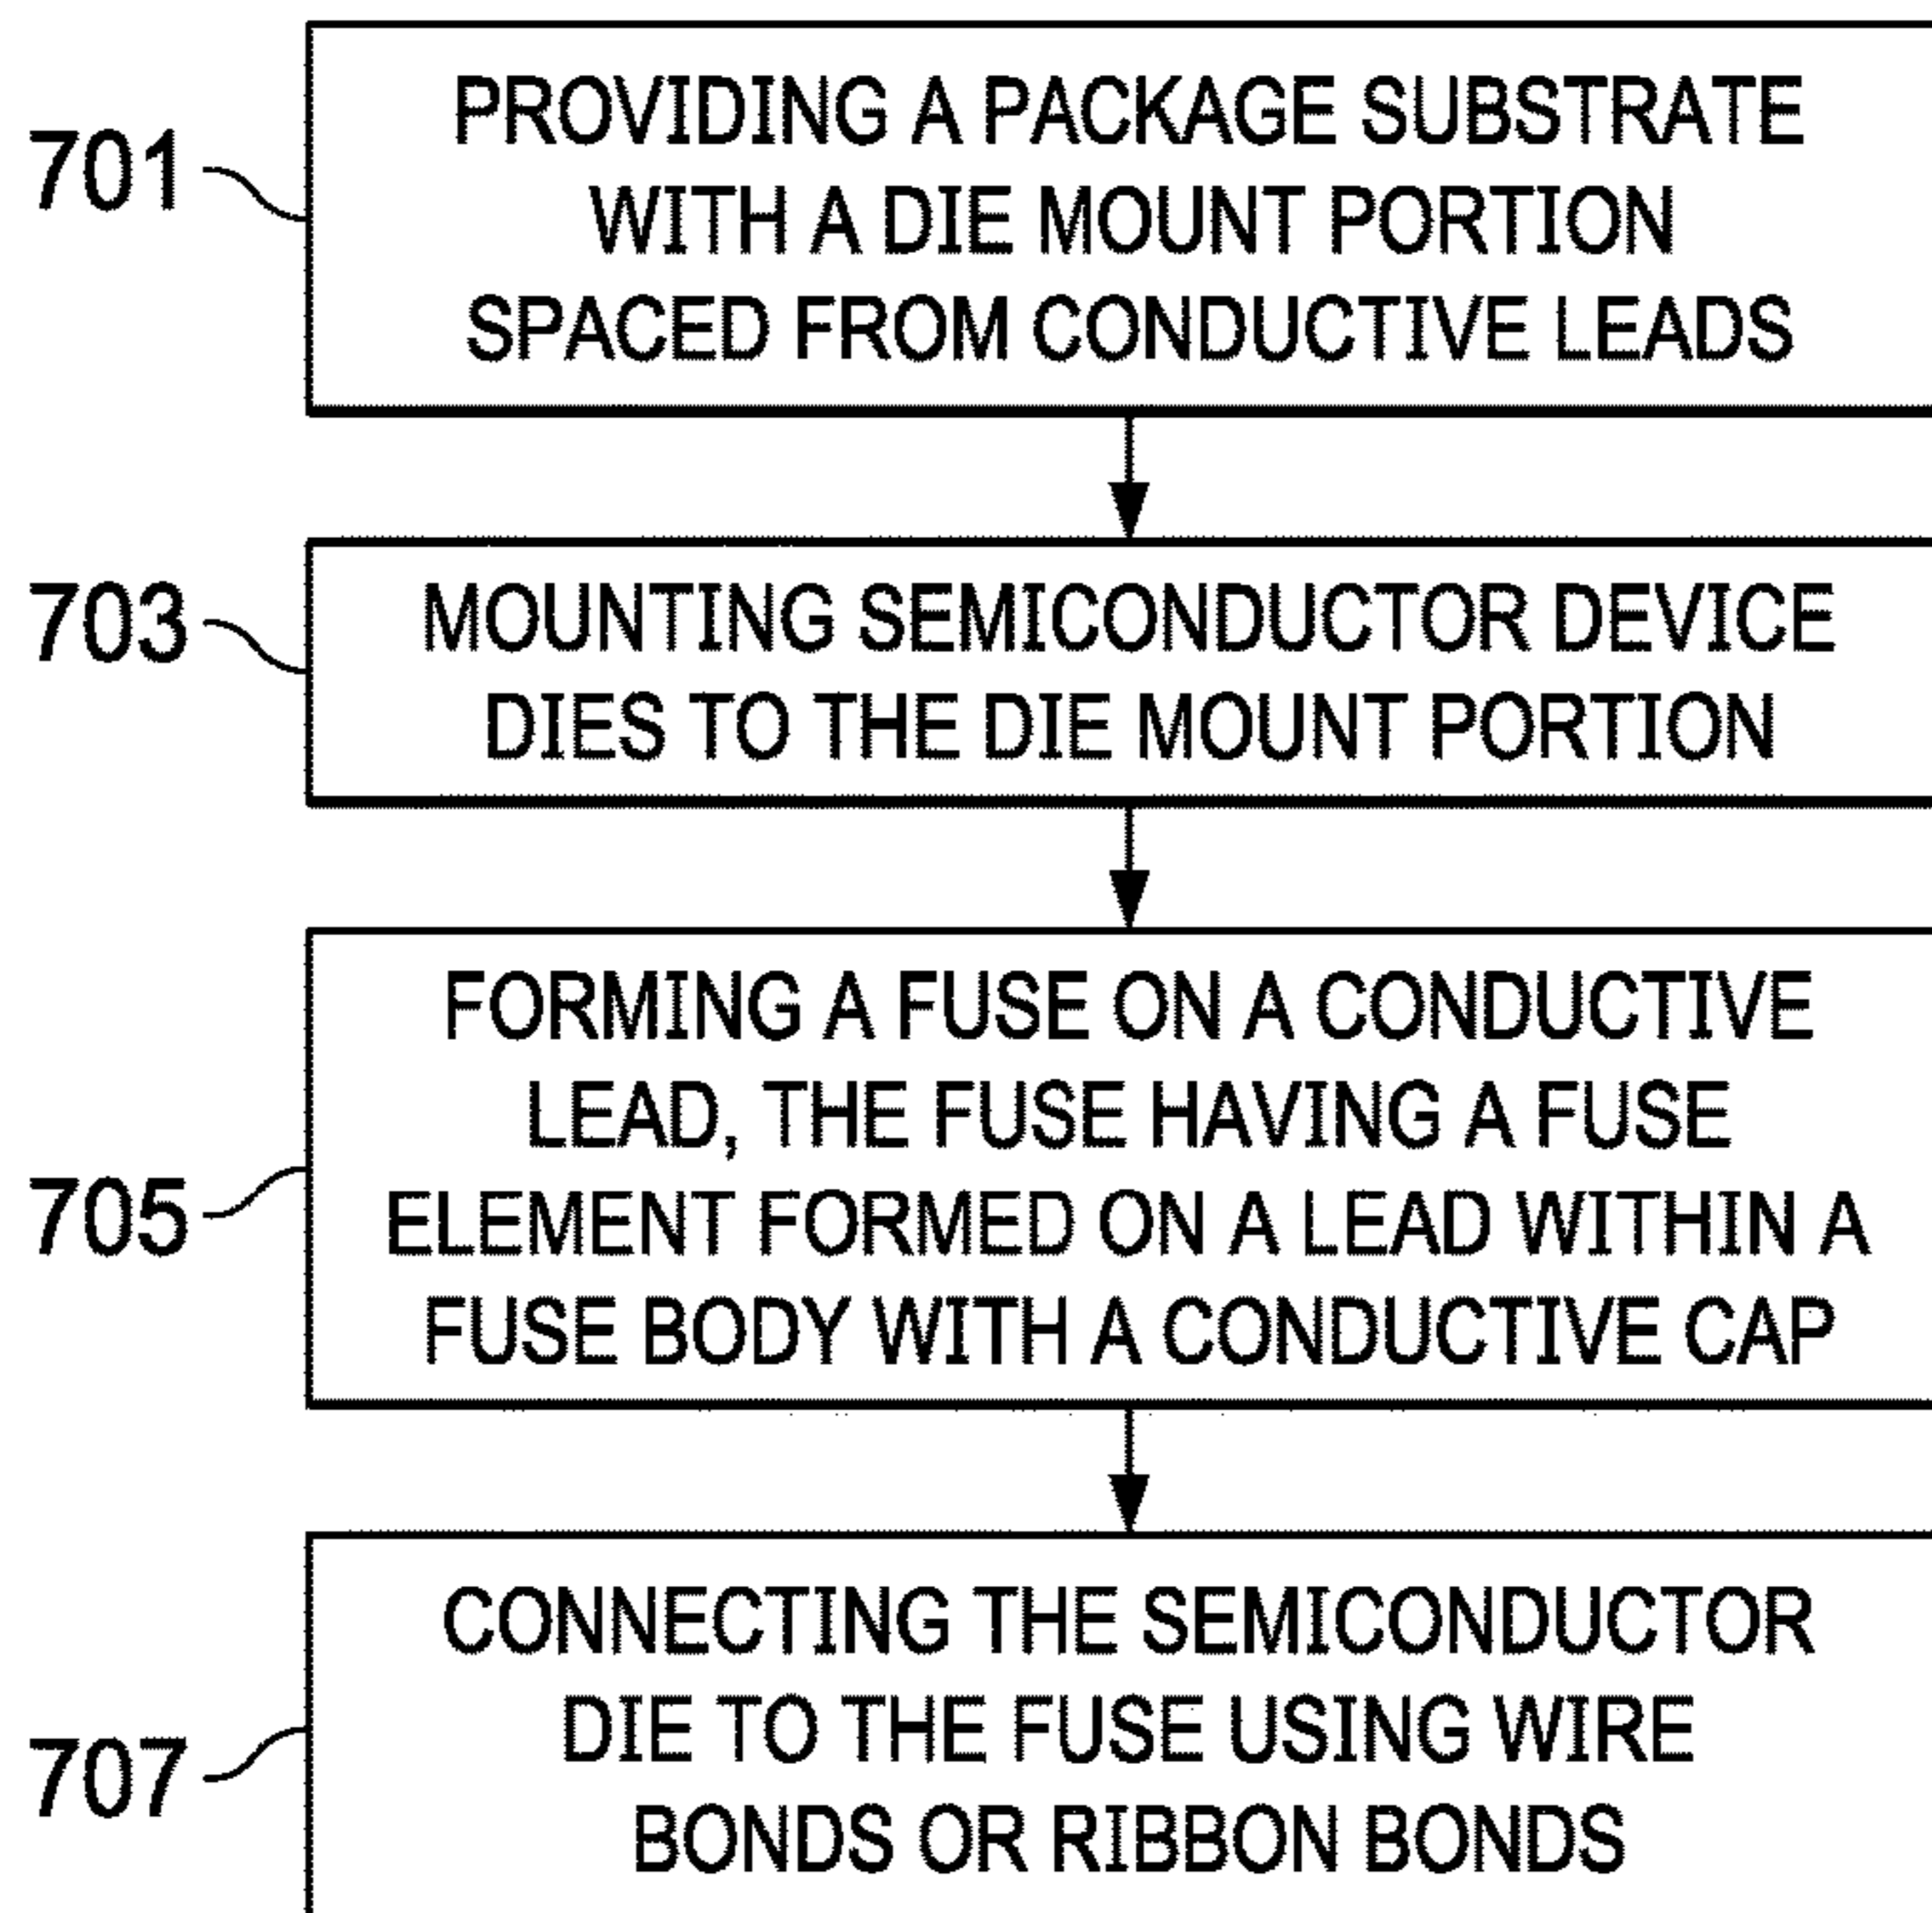 701
PROVIDING A PACKAGE SUBSTRATE
WITH A DIE MOUNT PORTION
SPACED FROM CONDUCTIVE LEADS
703
MOUNTING SEMICONDUCTOR DEVICE
DIES TO THE DIE MOUNT PORTION
705
FORMING A FUSE ON A CONDUCTIVE
LEAD, THE FUSE HAVING A FUSE
ELEMENT FORMED ON A LEAD WITHIN A
FUSE BODY WITH A CONDUCTIVE CAP
707
CONNECTING THE SEMICONDUCTOR
DIE TO THE FUSE USING WIRE
BONDS OR RIBBON BONDS